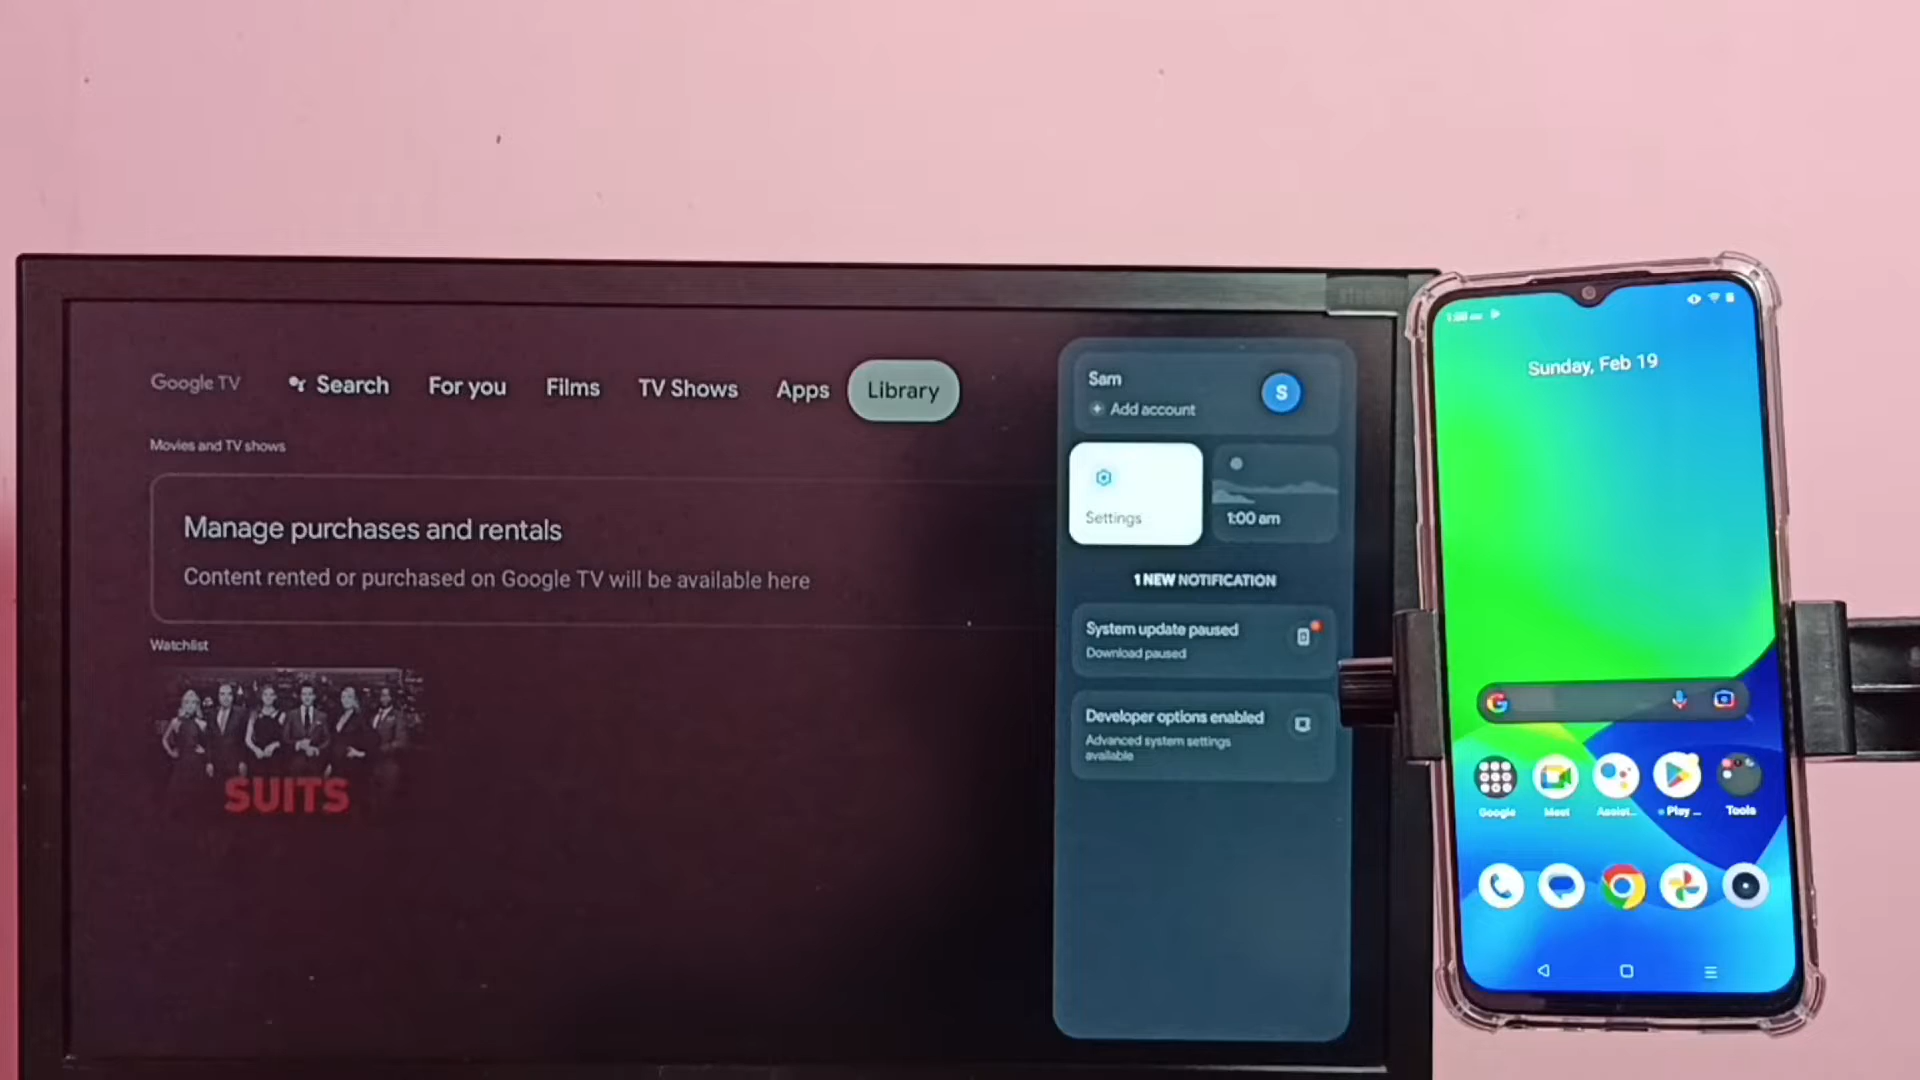 Google TV
Search
For you
Films
TV Shows
Apps
Library
Movies and TV shows
Manage purchases and rentals
Content rented or purchased on Google TV will be available here
Watchlist
SUITS
Sam
Add account
S
Settings
1:00 am
1 NEW NOTIFICATION
System update paused
Download paused
Developer options enabled
Advanced system settings
available
Sunday, Feb 19
Google
Meet
Assist...
Play ...
Tools